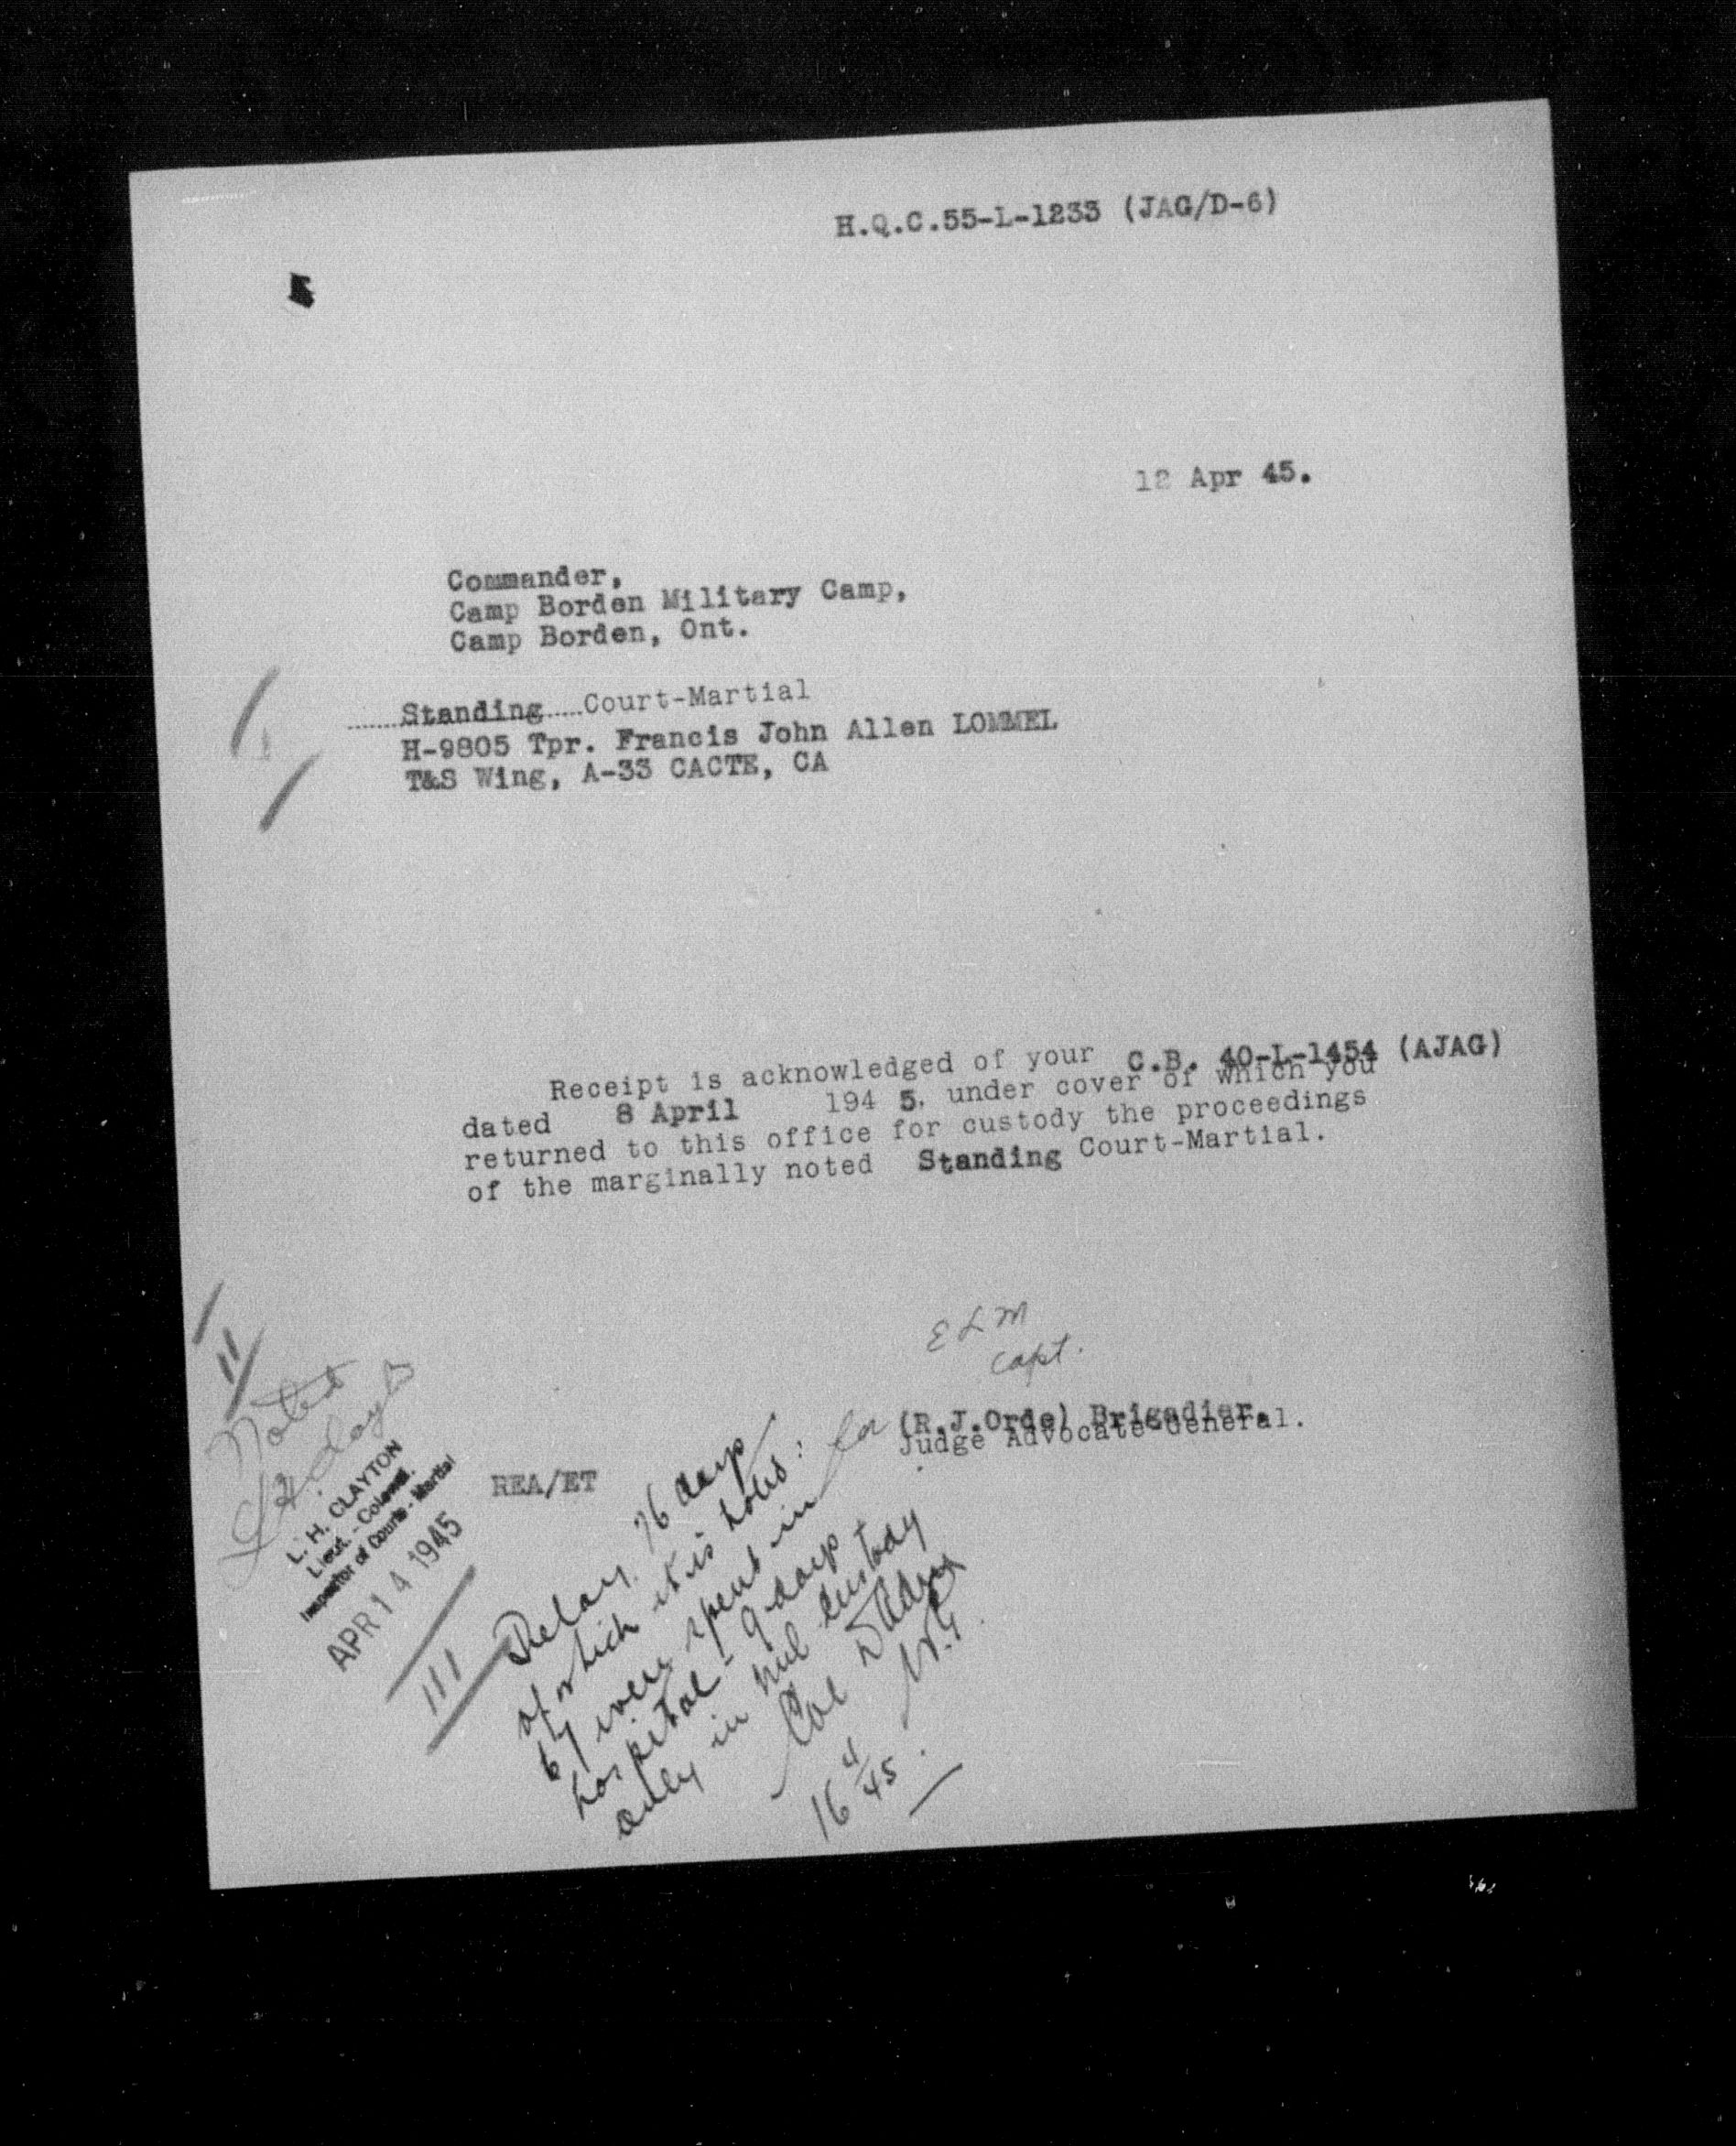 H.Q.C.55-L-1233 (JAG/D-6)
12 Apr 45.
Commander,
Camp Borden Military Camp,
Camp Borden, Ont.
Standing Court-Martial
H-9805 Tpr. Francis John Allen LOMMEL
T&S Wing, A-33 CACTE, CA
Receipt is acknowledged of your C.B. 40-L-1454 (AJAG)
dated 8 April 194 5. under cover of which you
returned to this office for custody the proceedings
of the marginally noted Standing Court-Martial.
ELM
Capt.
for (R.J.Orde) Brigadier,
Judge Advocate-General.
REA/ET
Noted
L.H. Clayton
L. H. CLAYTON
Lieut.-Colonel.
Inspector of Courts-Martial
APR 14 1945
Delay. 76 days
of which it is noted:
67 were spent in
hospital - 9 days
only in mil custody
Col
16 4/45.